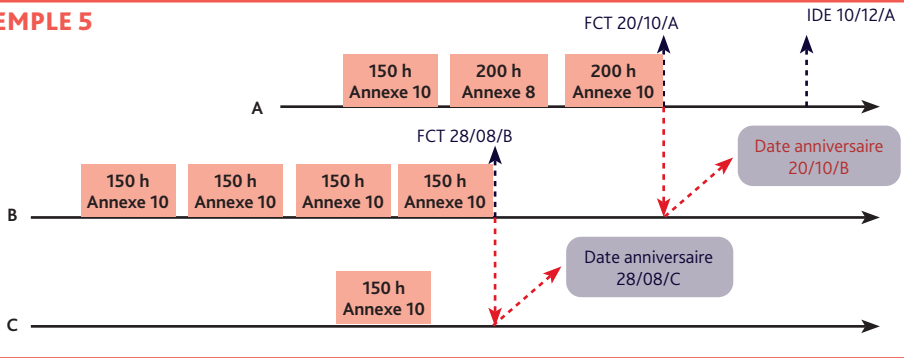 EMPLE 5
FCT 20/10/A
IDE 10/12/A
150 h
Annexe 10
200 h
Annexe 8
200 h
Annexe 10
A
FCT 28/08/B
Date anniversaire
20/10/B
150 h
Annexe 10
150 h
Annexe 10
150 h
Annexe 10
150 h
Annexe 10
B
Date anniversaire
28/08/C
150 h
Annexe 10
C